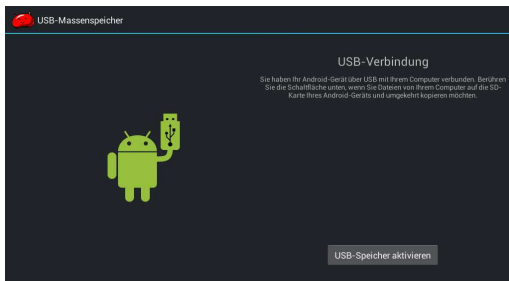 USB-Massenspeicher
USB-Verbindung
Sie haben Ihr Android-Gerät über USB mit Ihrem Computer verbunden. Berühren
Sie die Schaltfläche unten, wenn Sie Dateien von Ihrem Computer auf die SD-
Karte Ihres Android-Geräts und umgekehrt kopieren möchten.
USB-Speicher aktivieren